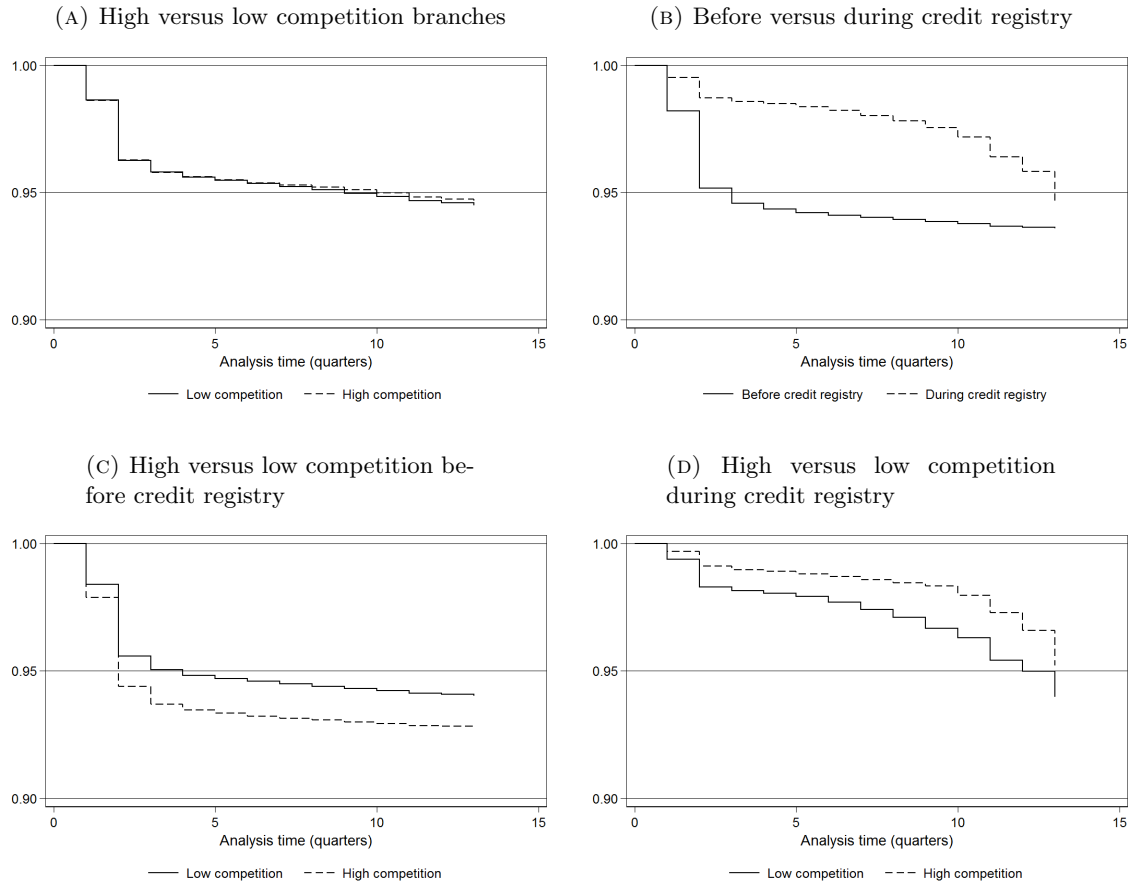 (A) High versus low competition branches
1.00
0.95
0.90
0
5
10
15
Analysis time (quarters)
Low competition
High competition
(B) Before versus during credit registry
1.00
0.95
0.90
0
5
10
15
Analysis time (quarters)
Before credit registry
During credit registry
(C) High versus low competition be-
fore credit registry
1.00
0.95
0.90
0
5
10
15
Analysis time (quarters)
Low competition
High competition
(D) High versus low competition
during credit registry
1.00
0.95
0.90
0
5
10
15
Analysis time (quarters)
Low competition
High competition